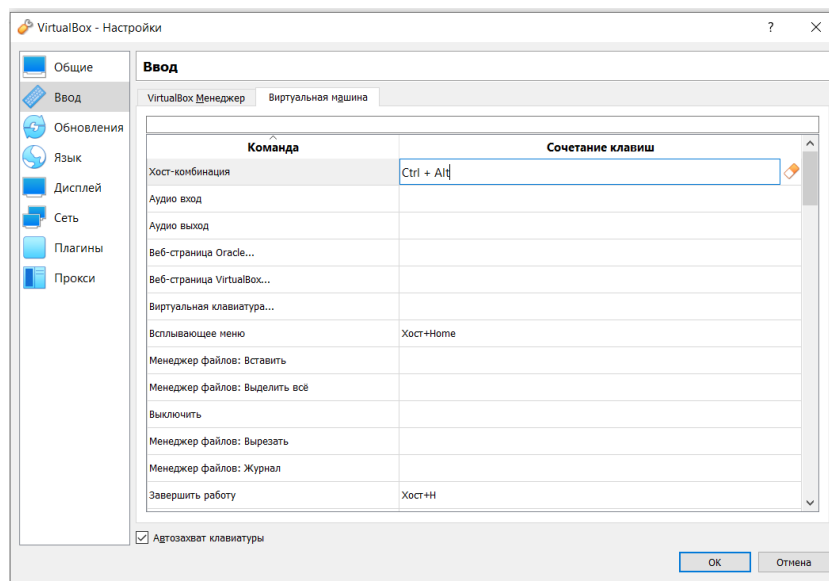 VirtualBox - Настройки
?
Общие
Ввод
Обновления
Язык
Дисплей
Сеть
Плагины
Прокси
Ввод
VirtualBox Менеджер
Виртуальная машина
Команда
Сочетание клавиш
Хост-комбинация
Ctrl + Alt
Аудио вход
Аудио выход
Веб-страница Oracle...
Веб-страница VirtualBox...
Виртуальная клавиатура...
Всплывающее меню
Хост+Home
Менеджер файлов: Вставить
Менеджер файлов: Выделить всё
Выключить
Менеджер файлов: Вырезать
Менеджер файлов: Журнал
Завершить работу
Хост+H
Автозахват клавиатуры
ОК
Отмена